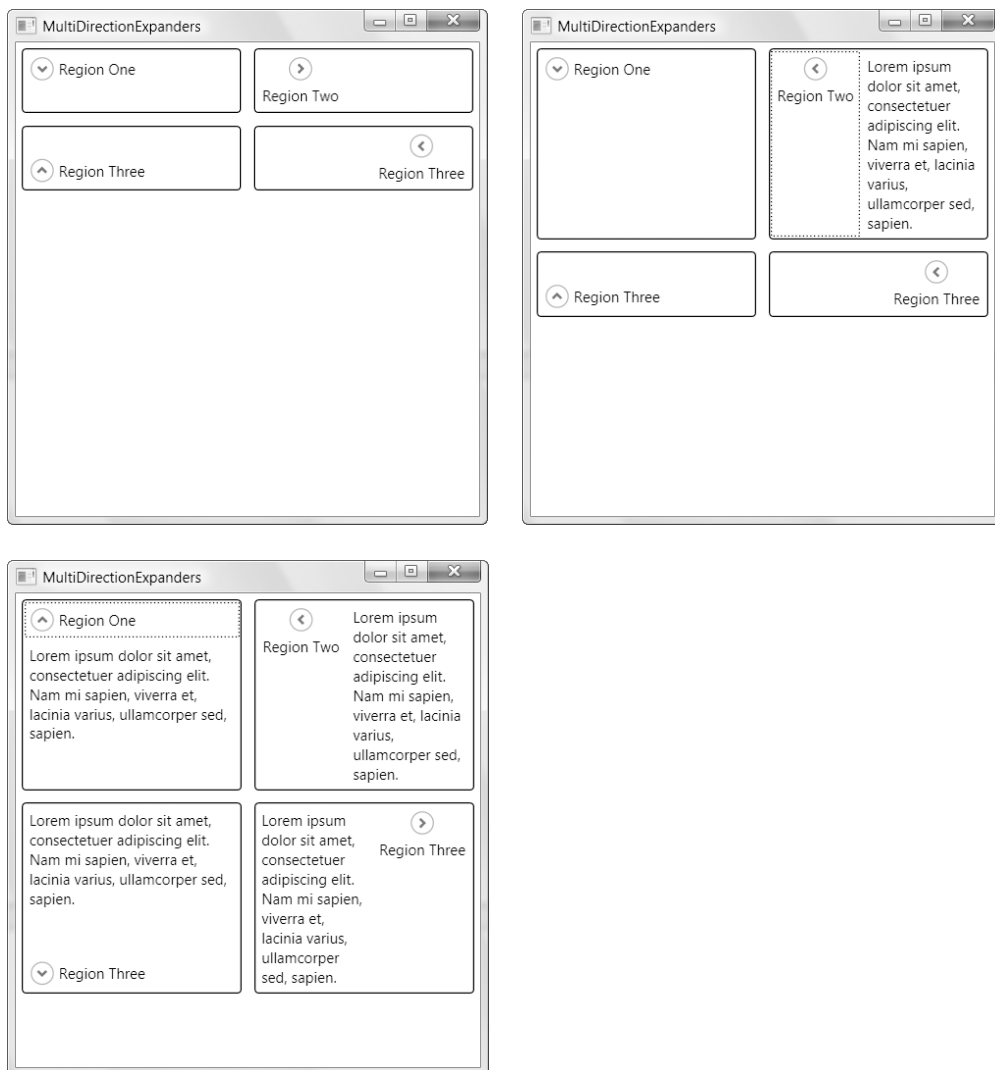 MultiDirectionExpanders
Region One
Region Two
Region Three
Region Three
MultiDirectionExpanders
Region One
Region Two
Lorem ipsum
dolor sit amet,
consectetuer
adipiscing elit.
Nam mi sapien,
viverra et, lacinia
varius,
ullamcorper sed,
sapien.
Region Three
Region Three
MultiDirectionExpanders
Region One
Lorem ipsum dolor sit amet,
consectetuer adipiscing elit.
Nam mi sapien, viverra et,
lacinia varius, ullamcorper sed,
sapien.
Region Two
Lorem ipsum
dolor sit amet,
consectetuer
adipiscing elit.
Nam mi sapien,
viverra et, lacinia
varius,
ullamcorper sed,
sapien.
Lorem ipsum dolor sit amet,
consectetuer adipiscing elit.
Nam mi sapien, viverra et,
lacinia varius, ullamcorper sed,
sapien.
Region Three
Lorem ipsum
dolor sit amet,
consectetuer
adipiscing elit.
Nam mi sapien,
viverra et,
lacinia varius,
ullamcorper
sed, sapien.
Region Three